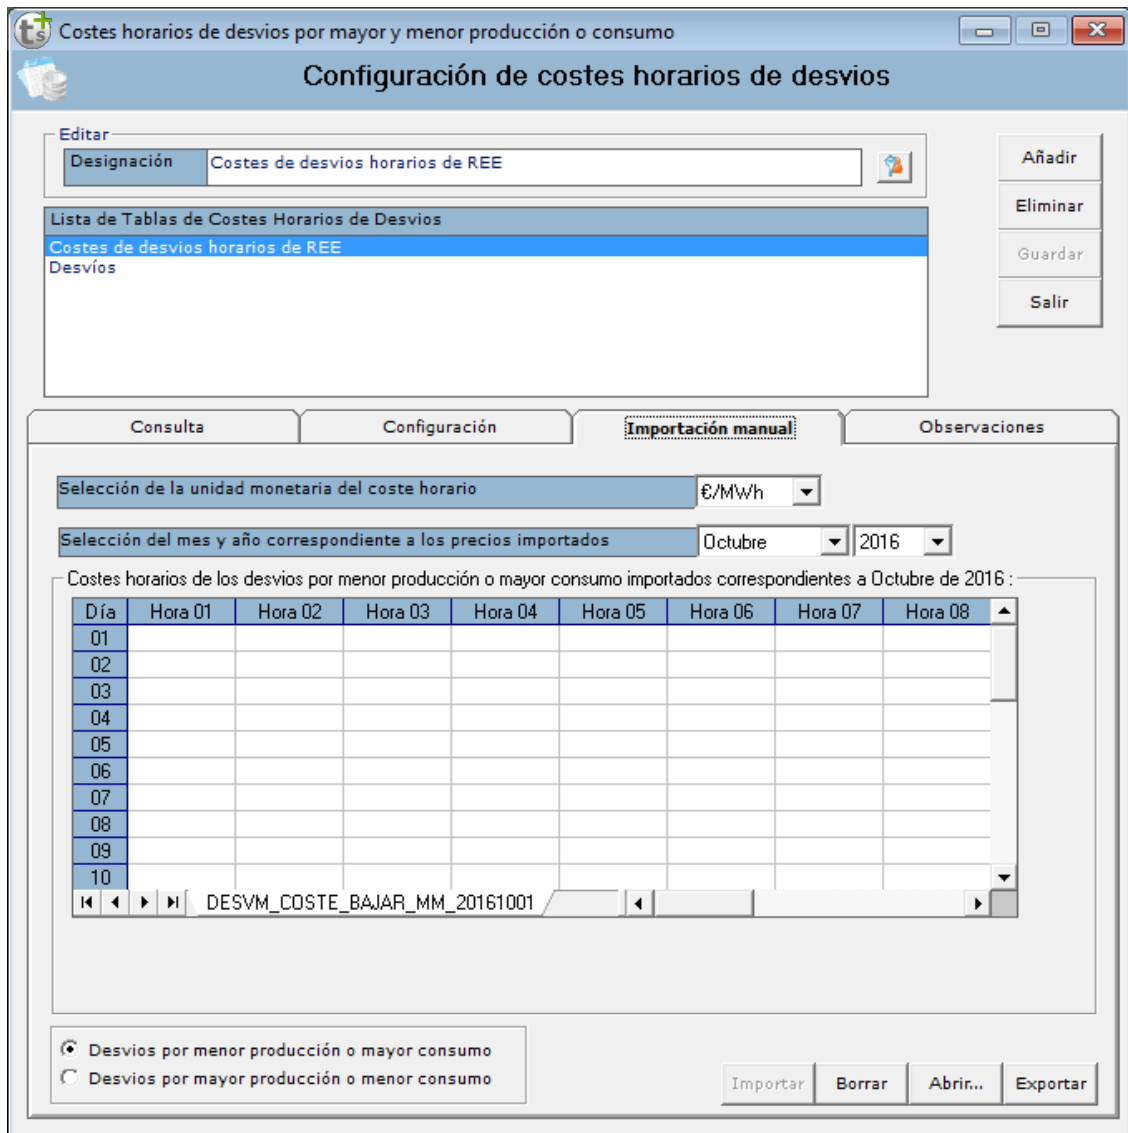 ts Costes horarios de desvios por mayor y menor producción o consumo
Configuración de costes horarios de desvios
Editar
Designación Costes de desvios horarios de REE
Añadir
Eliminar
Guardar
Salir
Lista de Tablas de Costes Horarios de Desvios
Costes de desvios horarios de REE
Desvíos
Consulta Configuración Importación manual Observaciones
Selección de la unidad monetaria del coste horario €/MWh
Selección del mes y año correspondiente a los precios importados Octubre 2016
Costes horarios de los desvios por menor producción o mayor consumo importados correspondientes a Octubre de 2016 :
Día Hora 01 Hora 02 Hora 03 Hora 04 Hora 05 Hora 06 Hora 07 Hora 08
01
02
03
04
05
06
07
08
09
10
DESVM_COSTE_BAJAR_MM_20161001
Desvios por menor producción o mayor consumo
Desvios por mayor producción o menor consumo
Importar Borrar Abrir... Exportar